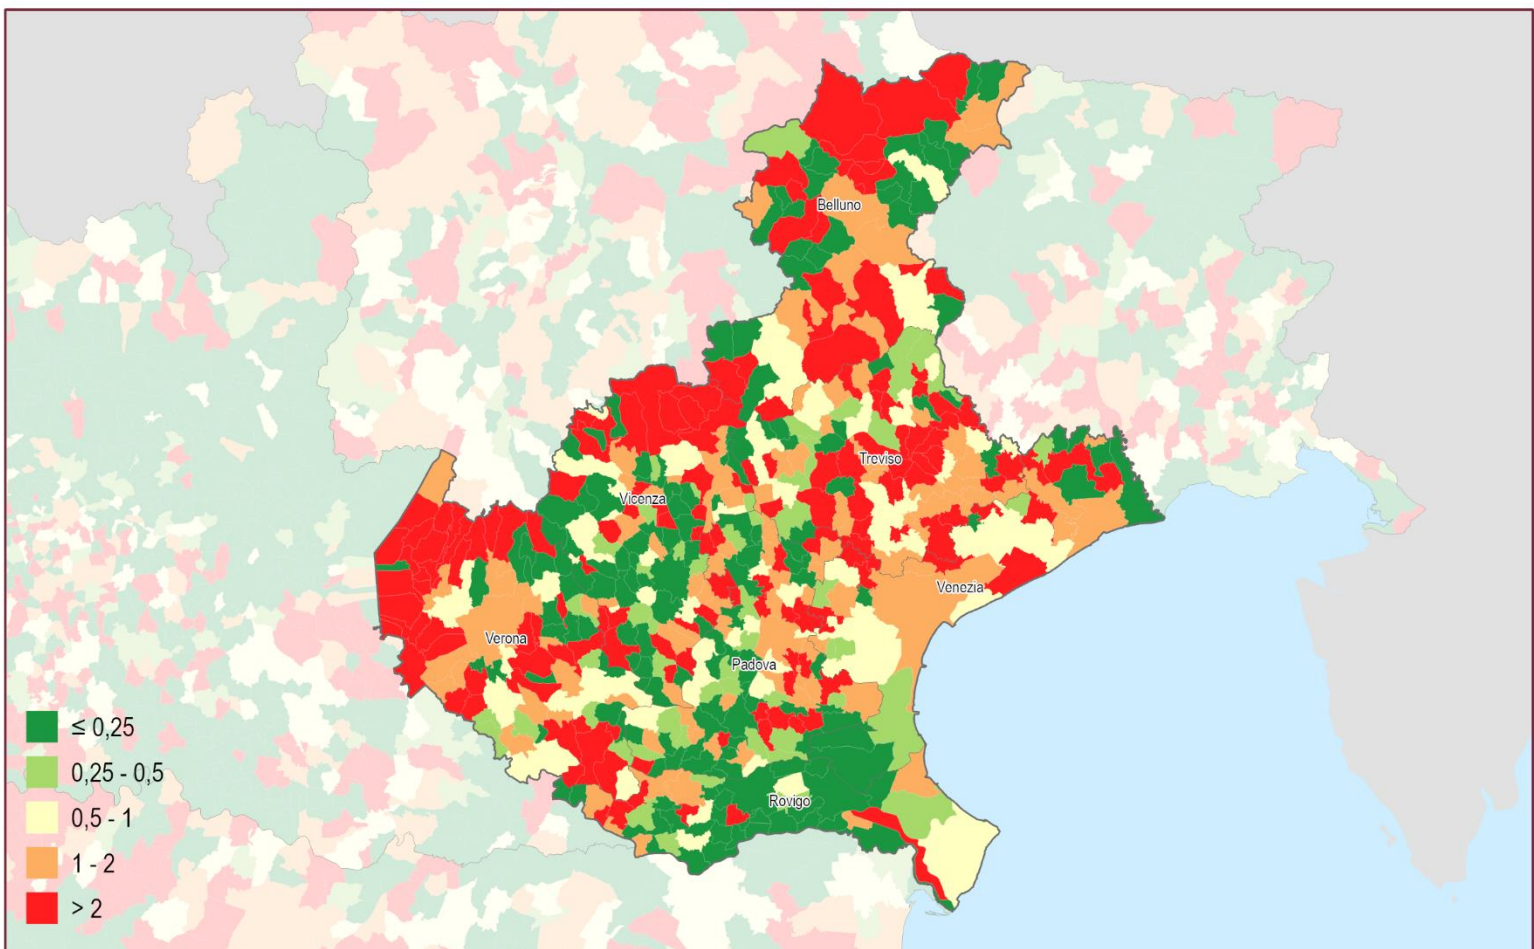 Belluno
Treviso
Vicenza
Venezia
Verona
Padova
Rovigo
≤ 0,25
0,25 - 0,5
0,5 - 1
1 - 2
> 2